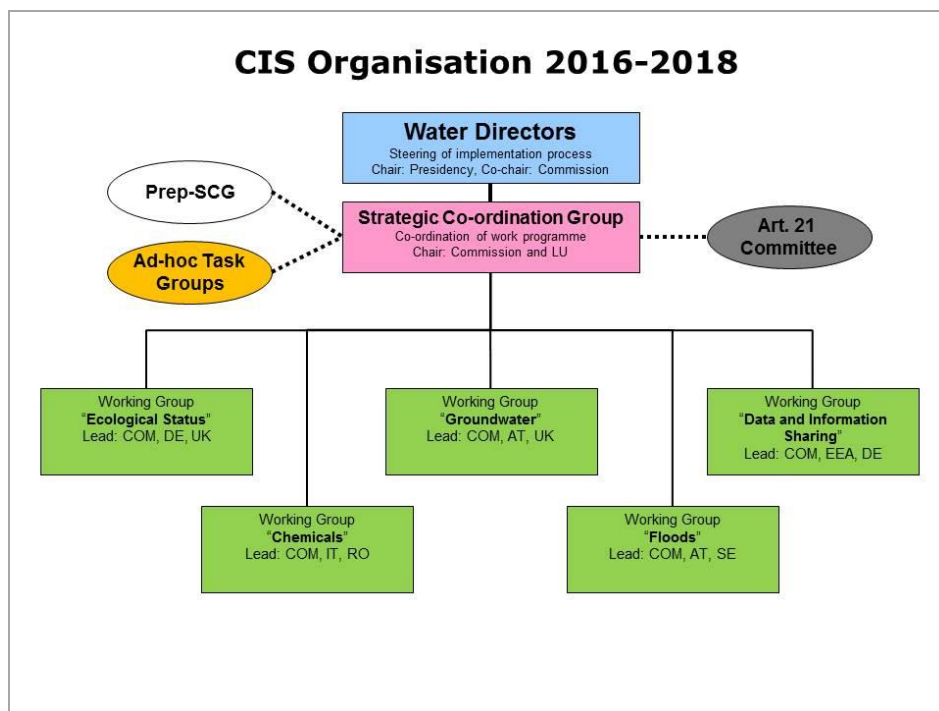 CIS Organisation 2016-2018
Water Directors
Steering of implementation process
Chair: Presidency, Co-chair: Commission
Prep-SCG
Strategic Co-ordination Group
Co-ordination of work programme
Chair: Commission and LU
Art. 21
Committee
Ad-hoc Task
Groups
Working Group
“Ecological Status”
Lead: COM, DE, UK
Working Group
“Groundwater”
Lead: COM, AT, UK
Working Group
“Data and Information
Sharing”
Lead: COM, EEA, DE
Working Group
“Chemicals”
Lead: COM, IT, RO
Working Group
“Floods”
Lead: COM, AT, SE